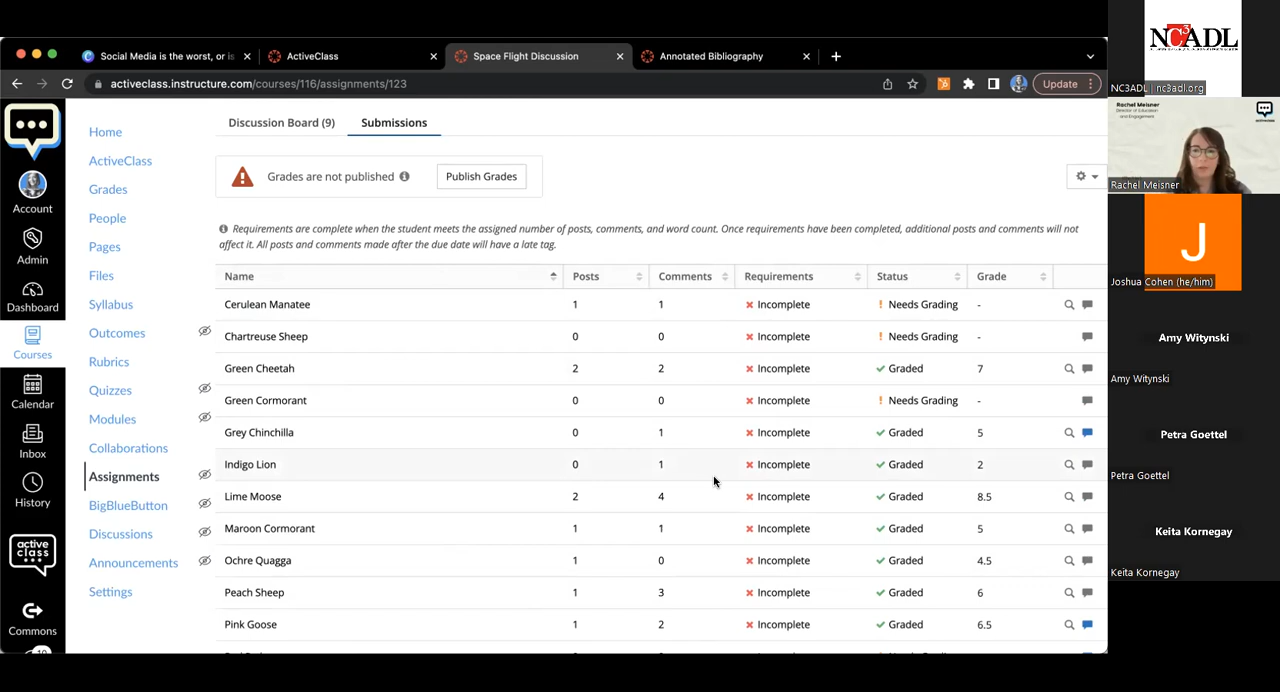 Social Media is the worst, or is
ActiveClass
Space Flight Discussion
Annotated Bibliography
activeclass.instructure.com/courses/116/assignments/123
Update
Account
Admin
Dashboard
Courses
Calendar
Inbox
History
active
class
Commons
10
Home
ActiveClass
Grades
People
Pages
Files
Syllabus
Outcomes
Rubrics
Quizzes
Modules
Collaborations
Assignments
BigBlueButton
Discussions
Announcements
Settings
Discussion Board (9) Submissions
Grades are not published Publish Grades
Requirements are complete when the student meets the assigned number of posts, comments, and word count. Once requirements have been completed, additional posts and comments will not
affect it. All posts and comments made after the due date will have a late tag.
Name Posts Comments Requirements Status Grade
Cerulean Manatee 1 1 Incomplete Needs Grading -
Chartreuse Sheep 0 0 Incomplete Needs Grading -
Green Cheetah 2 2 Incomplete Graded 7
Green Cormorant 0 0 Incomplete Needs Grading -
Grey Chinchilla 0 1 Incomplete Graded 5
Indigo Lion 0 1 Incomplete Graded 2
Lime Moose 2 4 Incomplete Graded 8.5
Maroon Cormorant 1 1 Incomplete Graded 5
Ochre Quagga 1 0 Incomplete Graded 4.5
Peach Sheep 1 3 Incomplete Graded 6
Pink Goose 1 2 Incomplete Graded 6.5
NC3ADL
NC3ADL | nc3adl.org
Rachel Meisner
Director of Education
and Engagement
Rachel Meisner
J
Joshua Cohen (he/him)
Amy Witynski
Amy Witynski
Petra Goettel
Petra Goettel
Keita Kornegay
Keita Kornegay